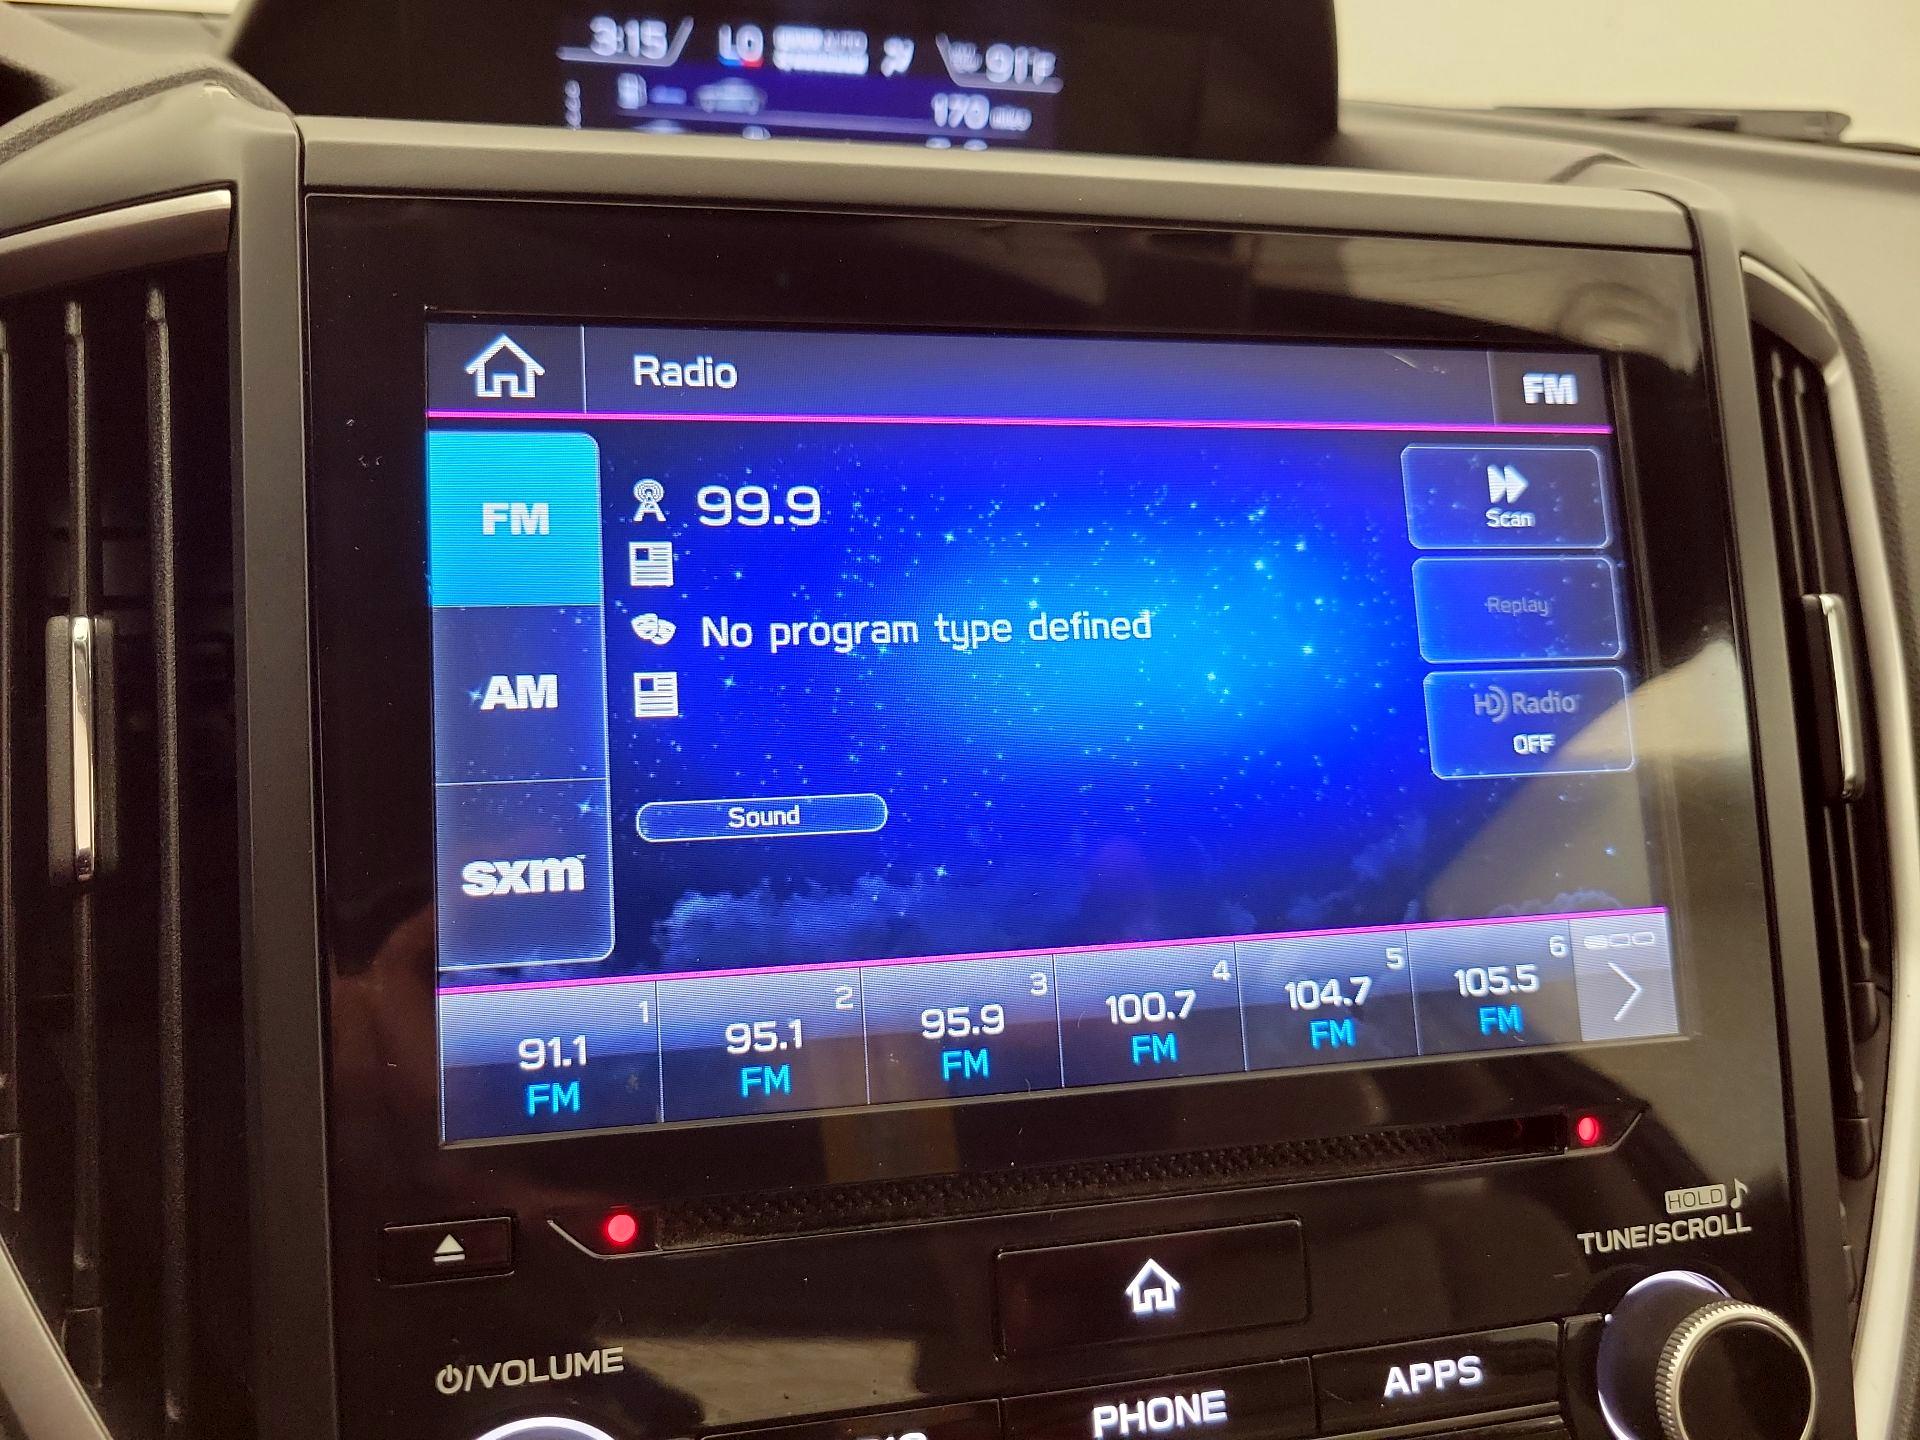 3:15
LO
91°F
170 miles
Radio
FM
FM
99.9
Scan
No program type defined
Replay
AM
HD Radio
OFF
Sound
sxm
1
91.1
FM
2
95.1
FM
3
95.9
FM
4
100.7
FM
5
104.7
FM
6
105.5
FM
HOLD
TUNE/SCROLL
/VOLUME
PHONE
APPS